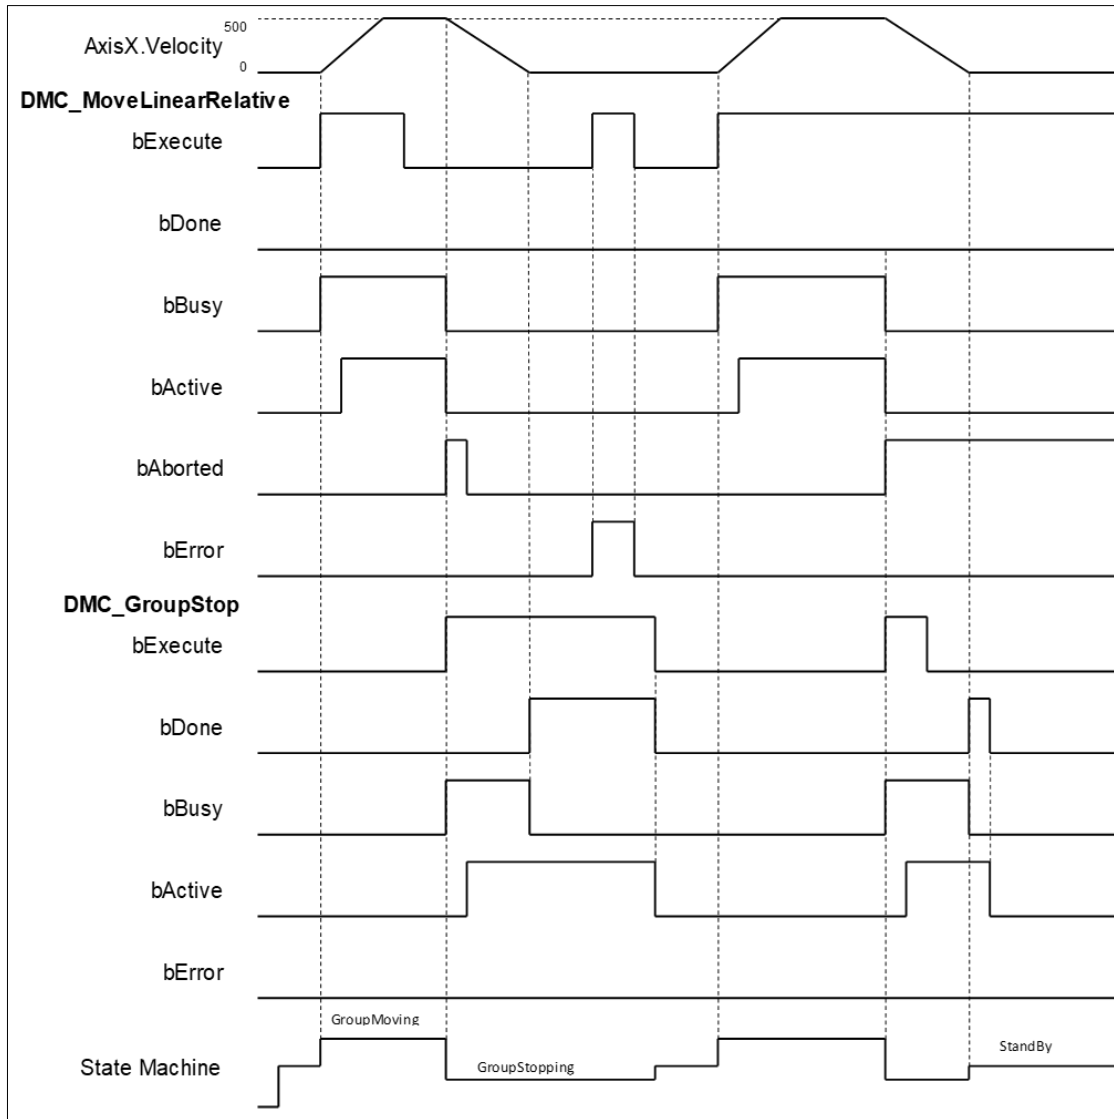 500
AxisX.Velocity
0
DMC_MoveLinearRelative
bExecute
bDone
bBusy
bActive
bAborted
bError
DMC_GroupStop
bExecute
bDone
bBusy
bActive
bError
GroupMoving
StandBy
GroupStopping
State Machine